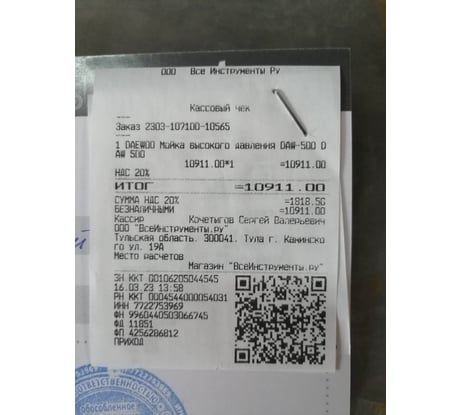 ООО Все Инструменты Ру
Кассовый чек
---
Заказ 2303-107100-10565
---
1 DAEWOO Мойка высокого давления DAW-500 D
AW 500
10911.00*1 =10911.00
НДС 20%
ИТОГ =10911.00
СУММА НДС 20% =1818.50
БЕЗНАЛИЧНЫМИ =10911.00
Кассир Кочетыгов Сергей Валерьевич
ООО "ВсеИнструменты.ру"
Тульская область. 300041. Тула г. Каминско
го ул. 19А
Место расчетов
Магазин "ВсеИнструменты.ру"
ЗН ККТ 00106205044545
16.03.23 13:58
РН ККТ 0004544000054031
ИНН 7722753969
ФН 9960440503066745
ФД 11851
ФП 4256286812
ПРИХОД
ОТВЕТСТВЕННОСТЬЮ
Обособленное